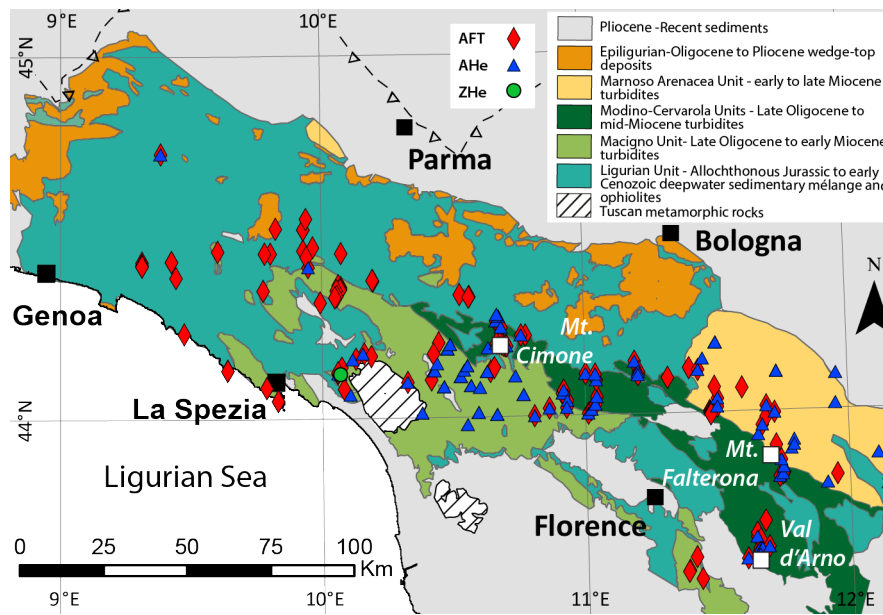 9°E
10°E
45°N
AFT
AHe
ZHe
Pliocene -Recent sediments
Epiligurian-Oligocene to Pliocene wedge-top
deposits
Marnoso Arenacea Unit - early to late Miocene
turbidites
Modino-Cervarola Units - Late Oligocene to
mid-Miocene turbidites
Macigno Unit- Late Oligocene to early Miocene
turbidites
Ligurian Unit - Allochthonous Jurassic to early
Cenozoic deepwater sedimentary mélange and
ophiolites
Tuscan metamorphic rocks
Parma
Bologna
N
Genoa
Mt.
Cimone
La Spezia
44°N
Mt.
Falterona
Ligurian Sea
Florence
Val
d'Arno
0 25 50 75 100
Km
9°E
10°E
11°E
12°E